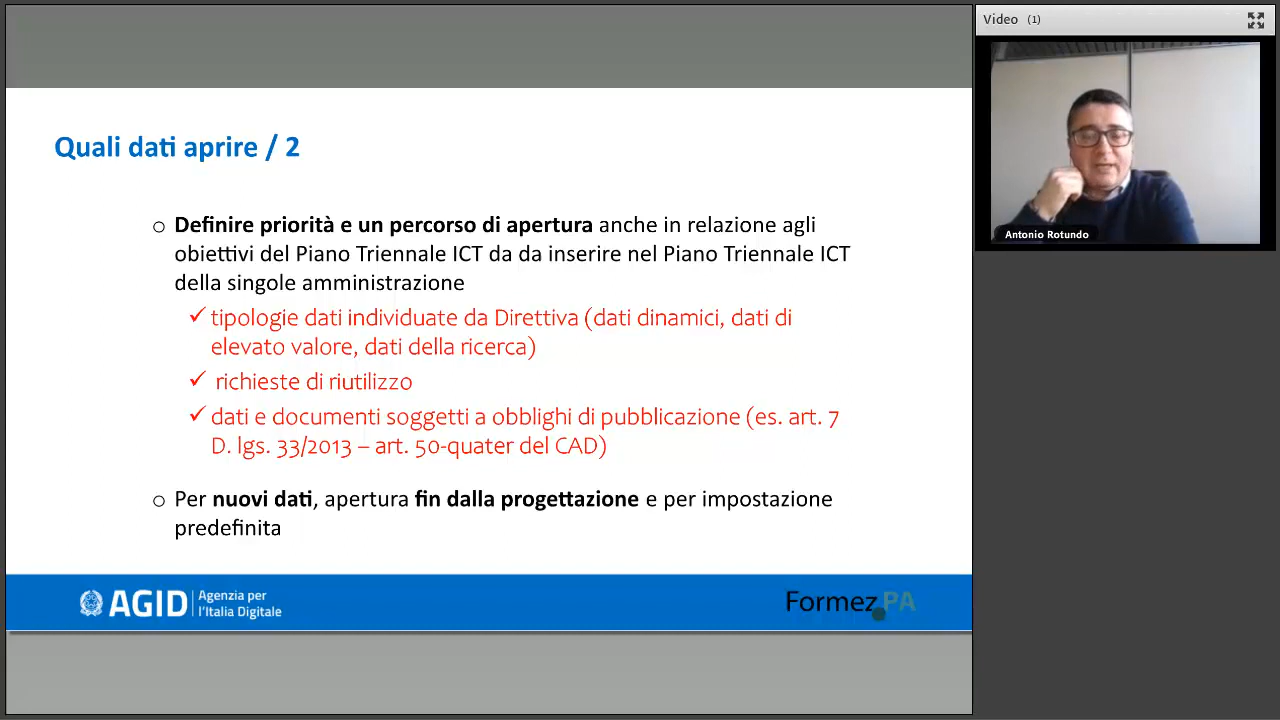 Video (1)
Antonio Rotundo
Quali dati aprire / 2
o Definire priorità e un percorso di apertura anche in relazione agli
obiettivi del Piano Triennale ICT da da inserire nel Piano Triennale ICT
della singole amministrazione
✓ tipologie dati individuate da Direttiva (dati dinamici, dati di
elevato valore, dati della ricerca)
✓ richieste di riutilizzo
✓ dati e documenti soggetti a obblighi di pubblicazione (es. art. 7
D. lgs. 33/2013 – art. 50-quater del CAD)
o Per nuovi dati, apertura fin dalla progettazione e per impostazione
predefinita
AGID Agenzia per
l'Italia Digitale
Formez PA